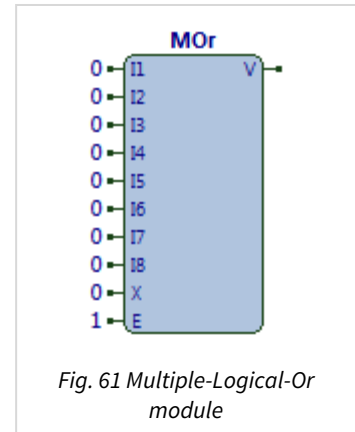 MOr
0 I1 V
0 I2
0 I3
0 I4
0 I5
0 I6
0 I7
0 I8
0 X
1 E
Fig. 61 Multiple-Logical-Or
module